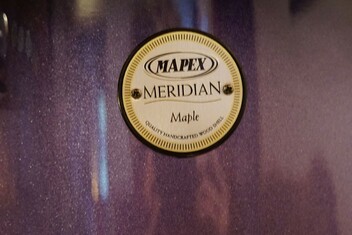 MAPEX
MERIDIAN
Maple
QUALITY HANDCRAFTED WOOD SHELL